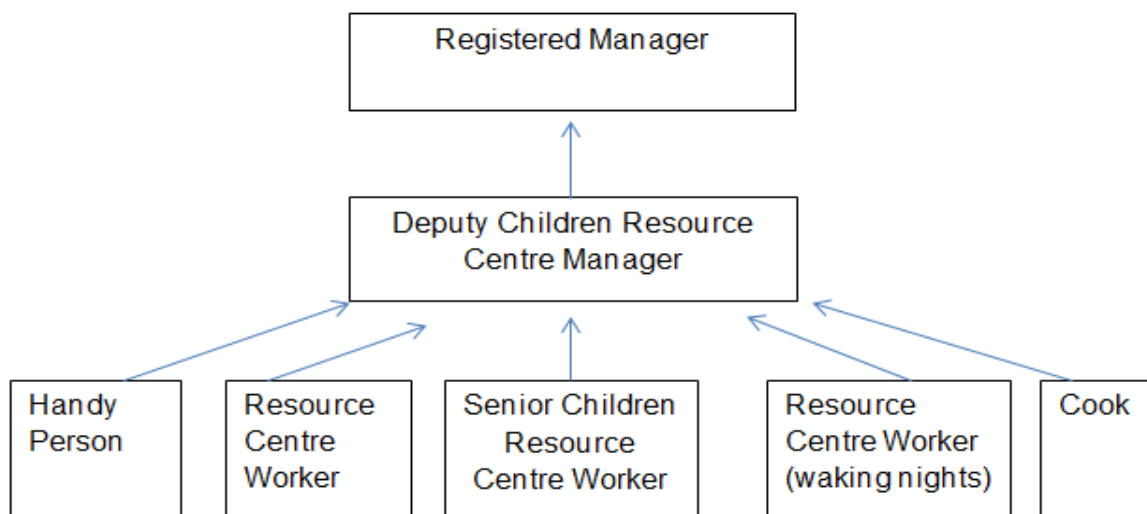 Registered Manager
Deputy Children Resource
Centre Manager
Handy
Person
Resource
Centre
Worker
Senior Children
Resource
Centre Worker
Resource
Centre Worker
(waking nights)
Cook